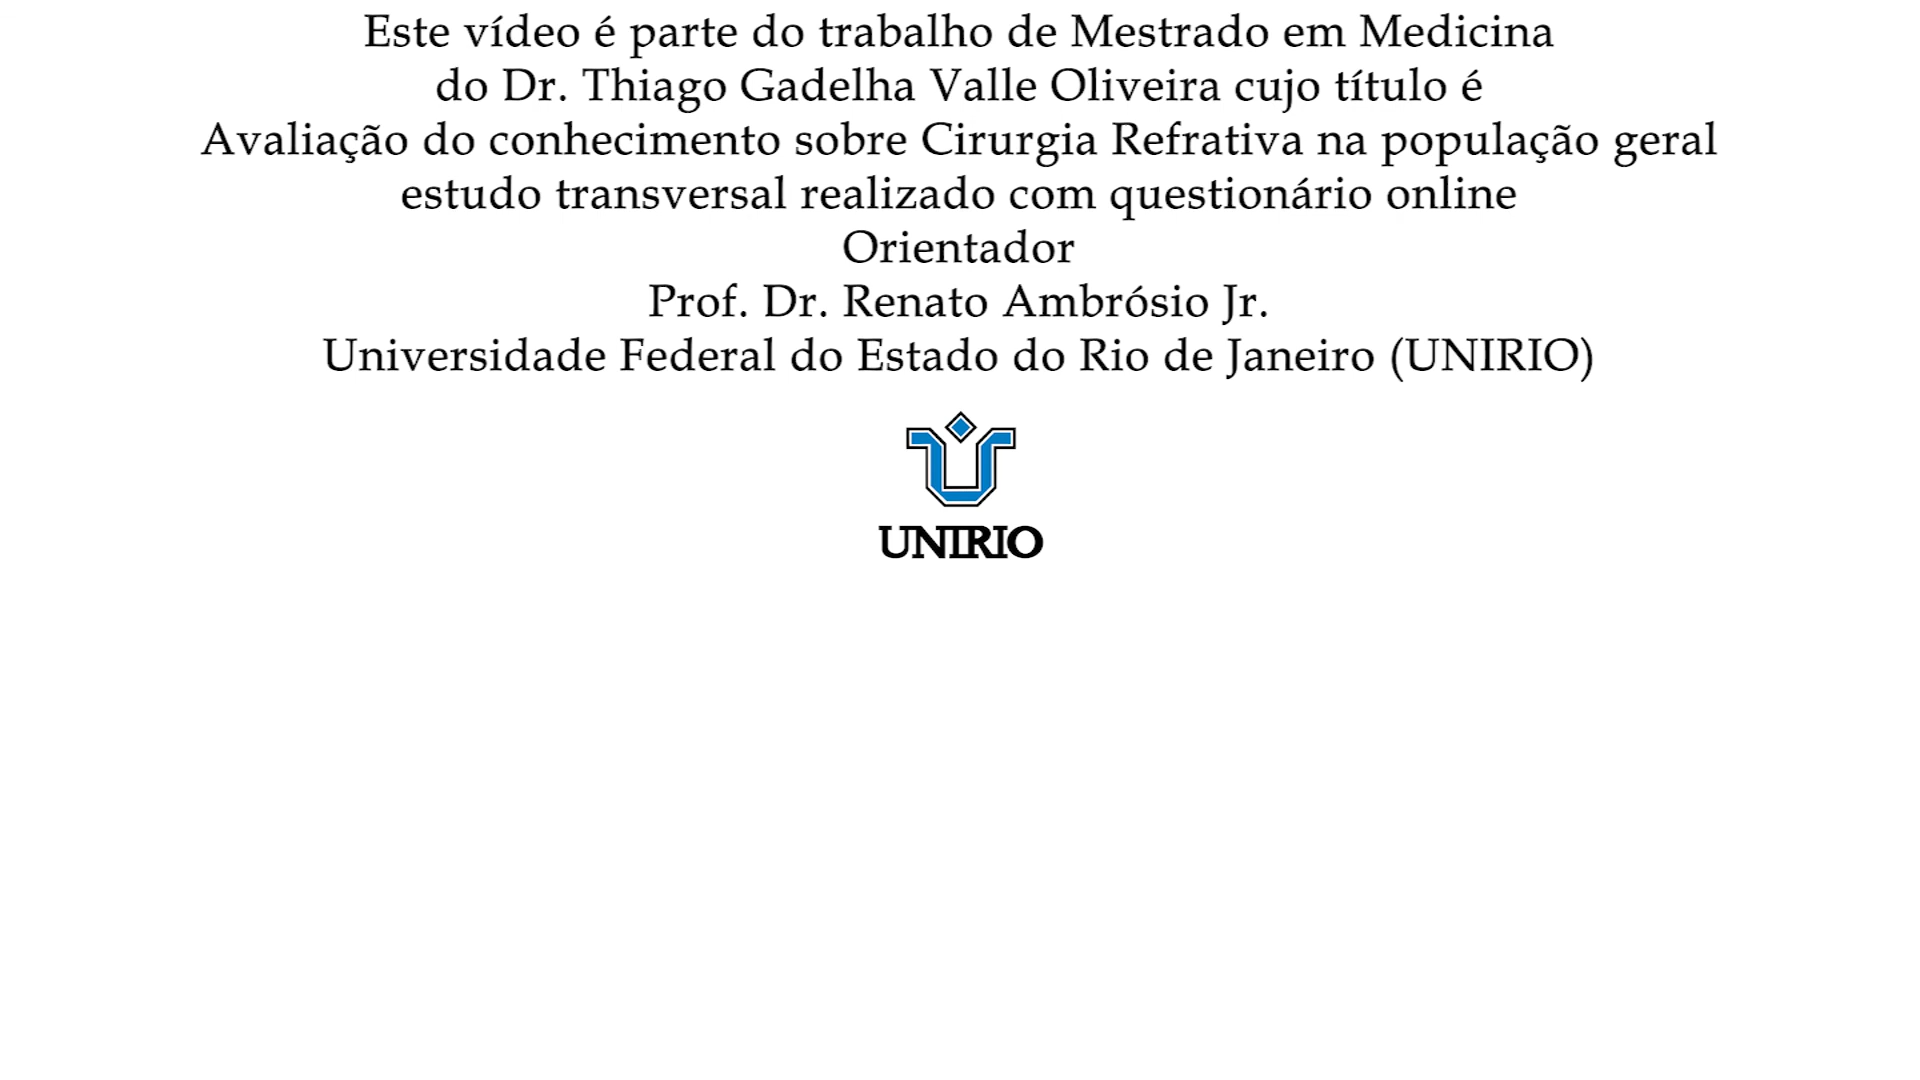 Este vídeo é parte do trabalho de Mestrado em Medicina
do Dr. Thiago Gadelha Valle Oliveira cujo título é
Avaliação do conhecimento sobre Cirurgia Refrativa na população geral
estudo transversal realizado com questionário online
Orientador
Prof. Dr. Renato Ambrósio Jr.
Universidade Federal do Estado do Rio de Janeiro (UNIRIO)
UNIRIO